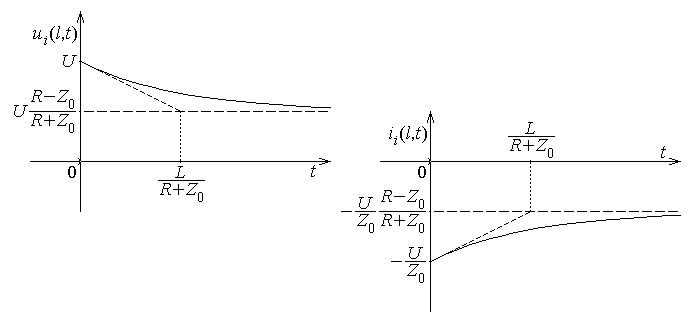 u_i(l,t)
U
U (R−Z_0)/(R+Z_0)
0
L/(R+Z_0)
t
i_i(l,t)
L/(R+Z_0)
t
0
−U/Z_0 (R−Z_0)/(R+Z_0)
−U/Z_0